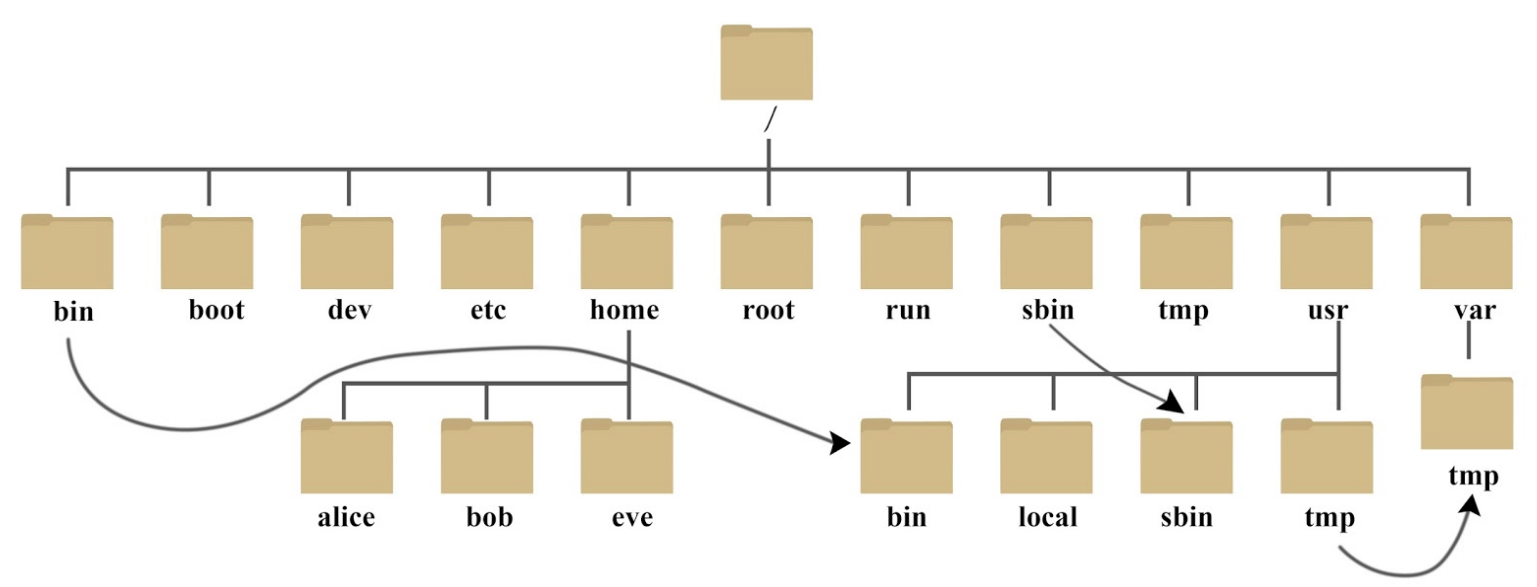 /
bin boot dev etc home root run sbin tmp usr var
tmp
alice bob eve bin local sbin tmp